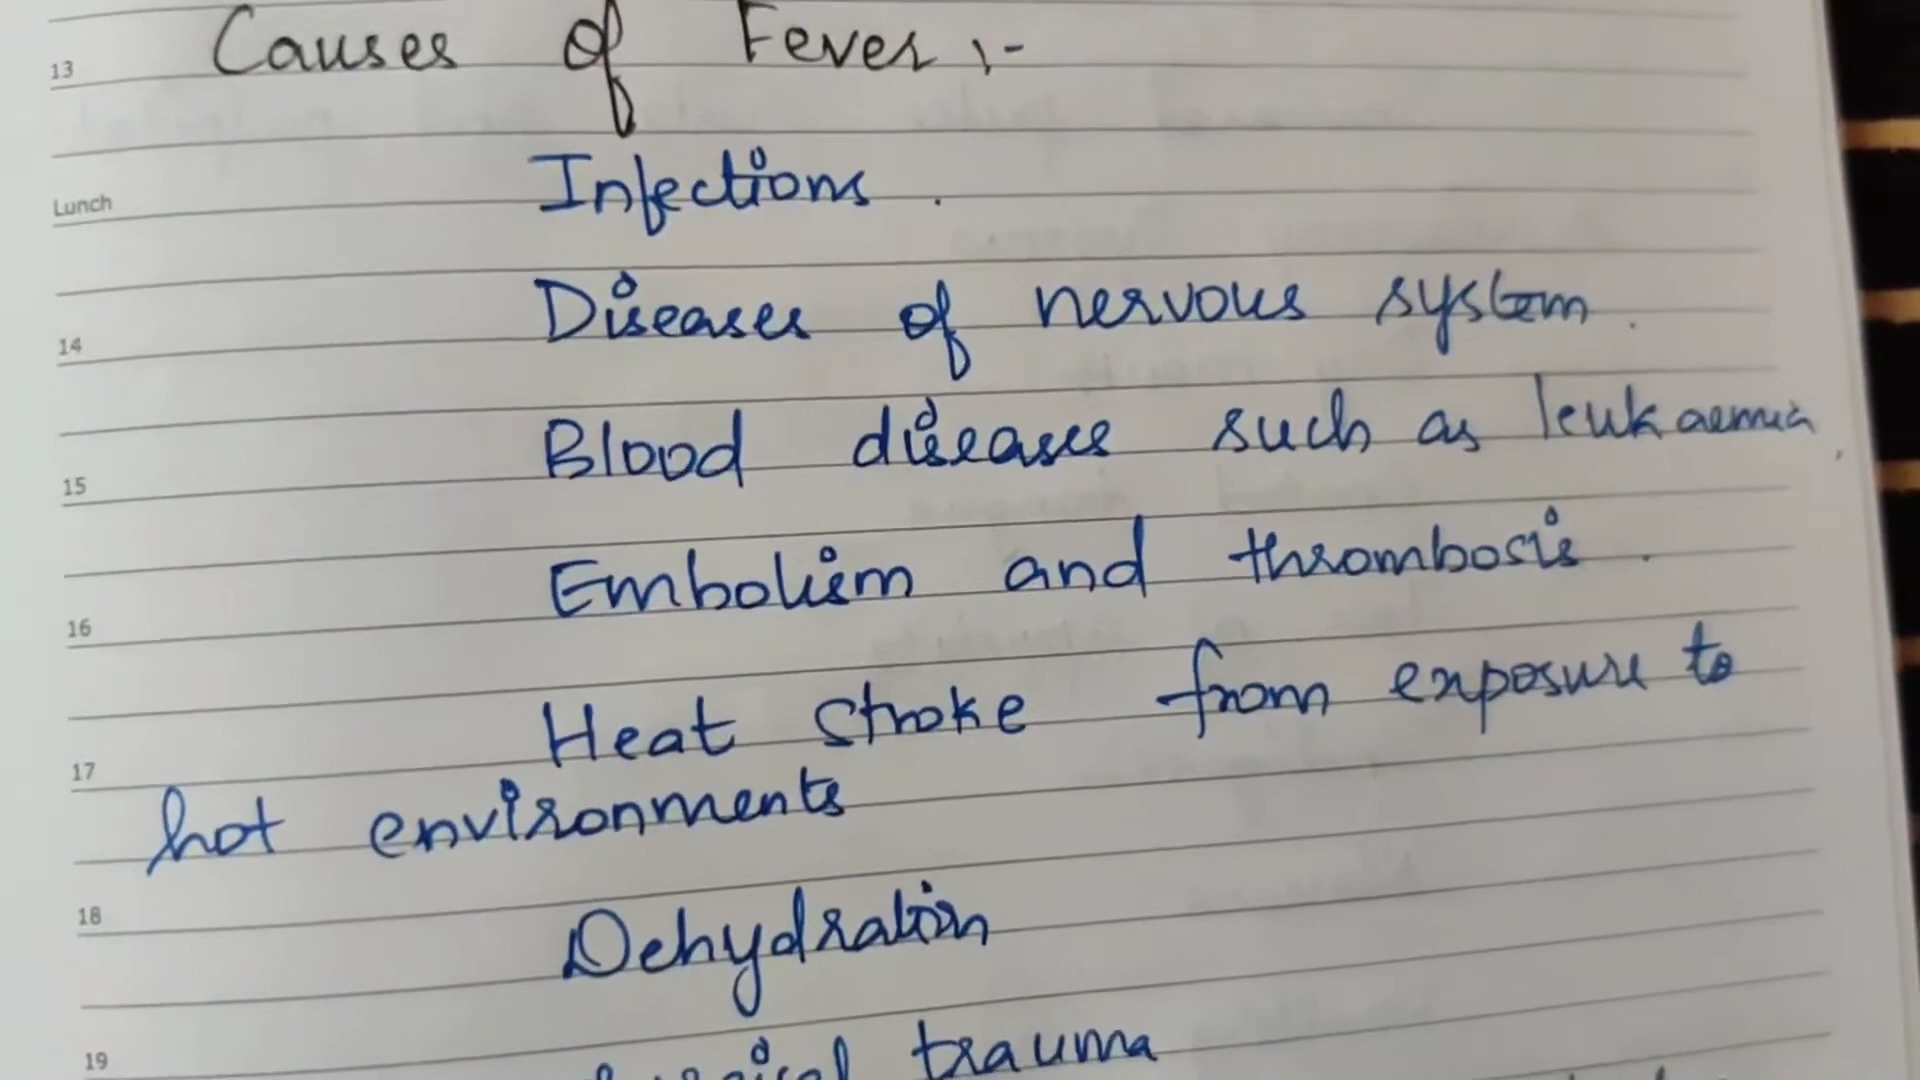 Causes of Fever :-
13
Infections .
Lunch
Diseases of nervous system .
14
Blood diseases such as leukaemia .
15
Embolism and thrombosis .
16
Heat stroke from exposure to
17
hot environments
18
Dehydration
19
trauma